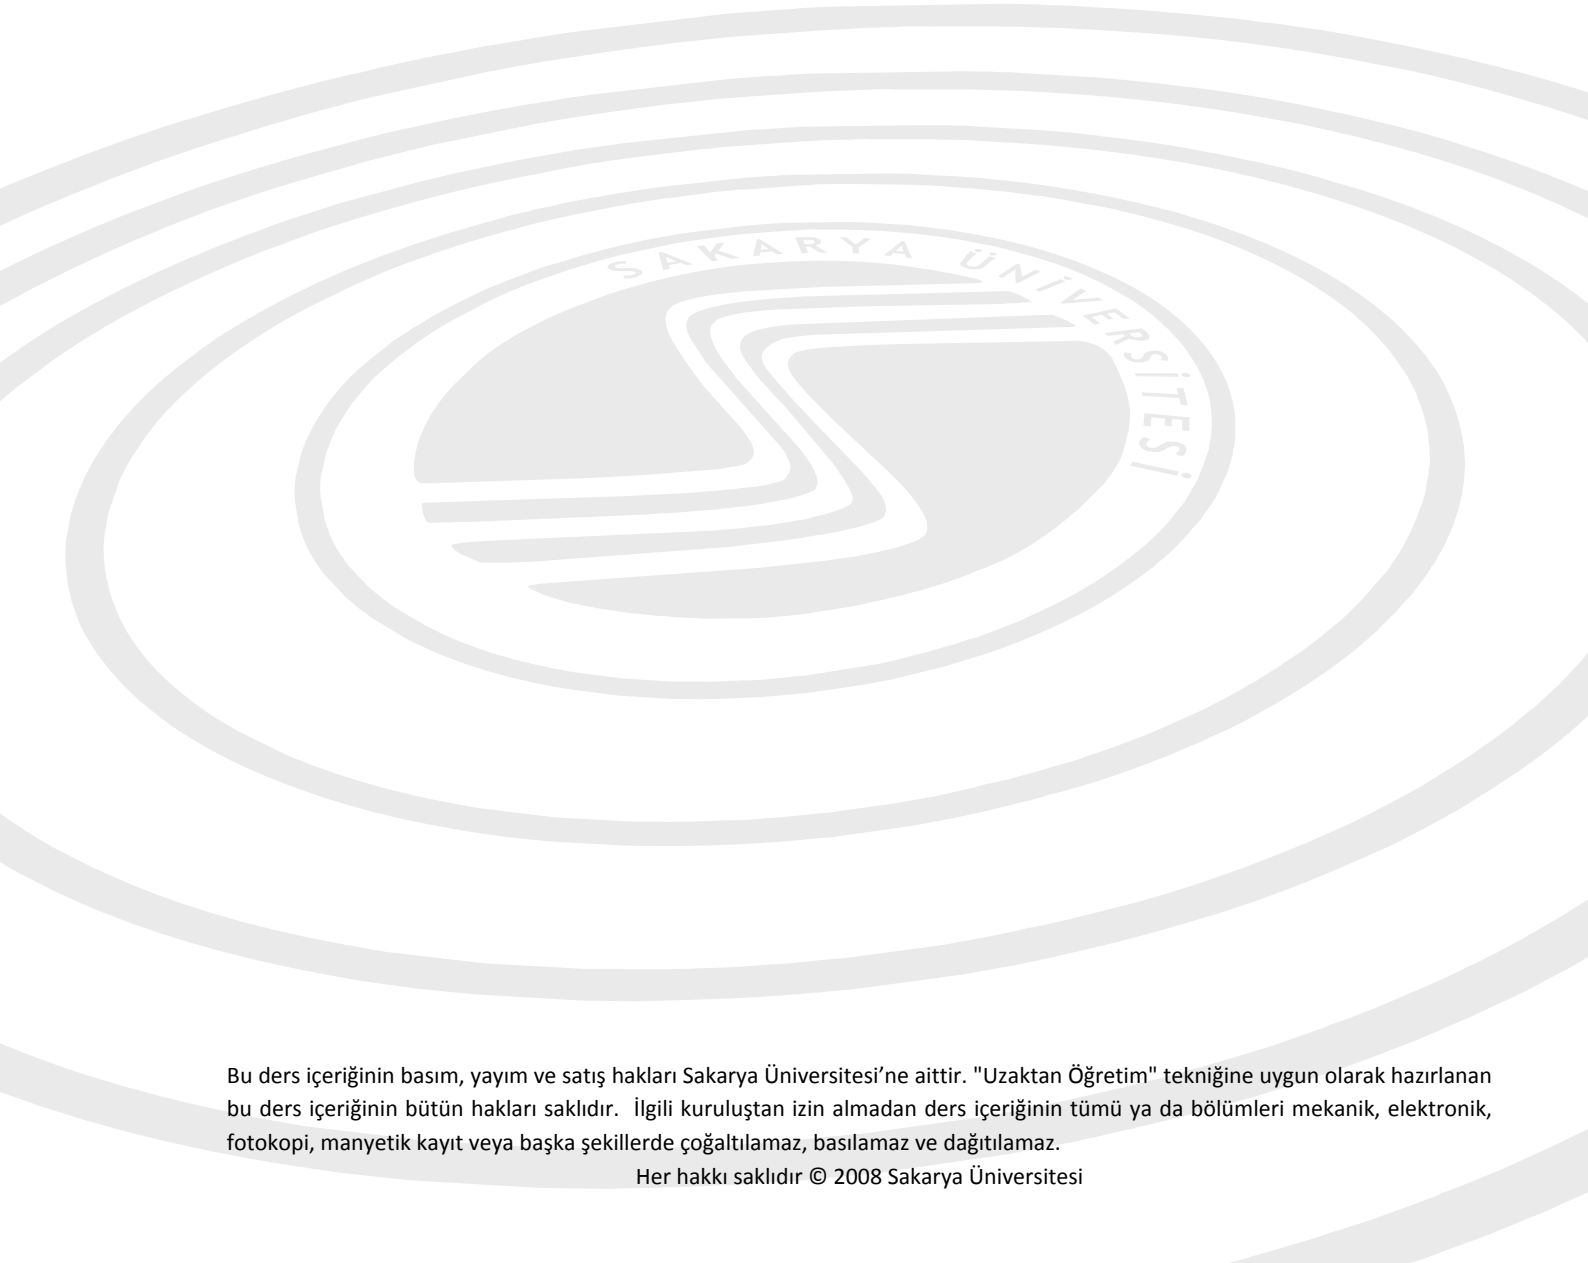 SAKARYA ÜNİVERSİTESİ
Bu ders içeriğinin basım, yayım ve satış hakları Sakarya Üniversitesi’ne aittir. "Uzaktan Öğretim" tekniğine uygun olarak hazırlanan
bu ders içeriğinin bütün hakları saklıdır.  İlgili kuruluştan izin almadan ders içeriğinin tümü ya da bölümleri mekanik, elektronik,
fotokopi, manyetik kayıt veya başka şekillerde çoğaltılamaz, basılamaz ve dağıtılamaz.
Her hakkı saklıdır © 2008 Sakarya Üniversitesi